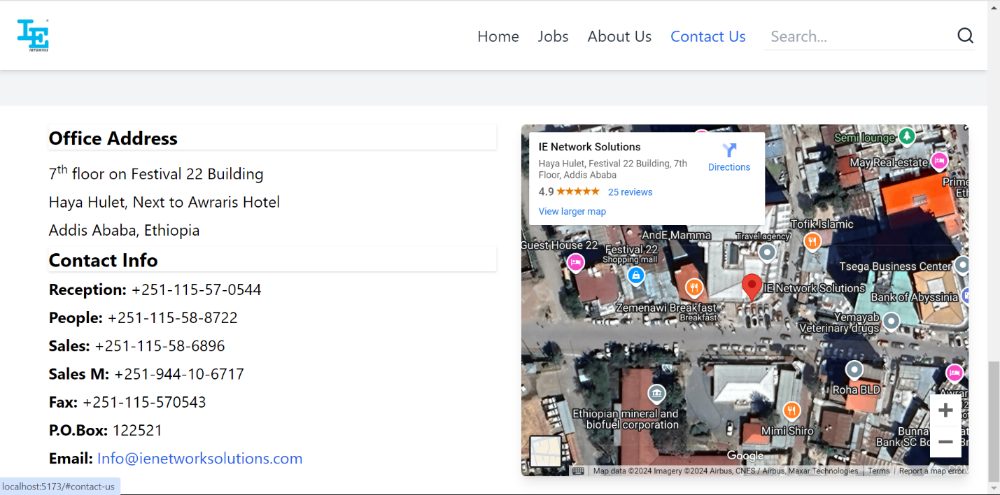 IE
NETWORKS
Home
Jobs
About Us
Contact Us
Search...
Office Address
7th floor on Festival 22 Building
Haya Hulet, Next to Awraris Hotel
Addis Ababa, Ethiopia
Contact Info
Reception: +251-115-57-0544
People: +251-115-58-8722
Sales: +251-115-58-6896
Sales M: +251-944-10-6717
Fax: +251-115-570543
P.O.Box: 122521
Email: Info@ienetworksolutions.com
IE Network Solutions
Haya Hulet, Festival 22 Building, 7th
Floor, Addis Ababa
4.9
25 reviews
View larger map
Directions
Semi lounge
May Real-estate
Prime
Eth
Tofik Islamic
AndE Mamma
Travel agency
Guest House 22
Festival 22
Shopping mall
Tsega Business Center
IE Network Solutions
Bank of Abyssinia
Zemenawi Breakfast
Breakfast
Yemayab
Veterinary drugs
Roha BLD
Ethiopian mineral and
biofuel corporation
Mimi Shiro
Bunna
Bank SC Bo
Google
Map data ©2024 Imagery ©2024 Airbus, CNES / Airbus, Maxar Technologies
Terms
Report a map error
localhost:5173/#contact-us